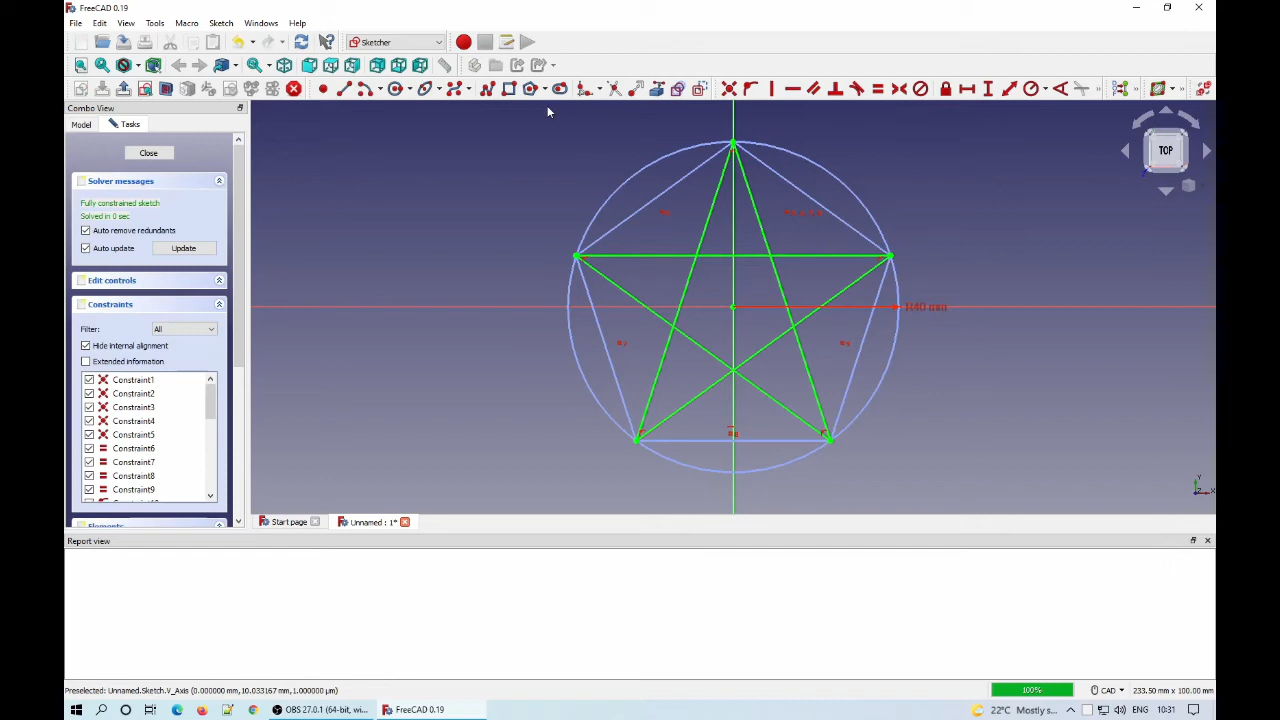 FreeCAD 0.19
File Edit View Tools Macro Sketch Windows Help
Sketcher
Combo View
Model Tasks
TOP
Close
Solver messages
Fully constrained sketch
Solved in 0 sec
Auto remove redundants
Auto update Update
Edit controls
Constraints
R40 mm
Filter: All
Hide internal alignment
Extended information
Constraint1
Constraint2
Constraint3
Constraint4
Constraint5
Constraint6
Constraint7
Constraint8
Constraint9
Y
X
Start page Unnamed : 1*
Report view
Preselected: Unnamed.Sketch.V_Axis (0.000000 mm,10.033167 mm,1.000000 µm) 100% CAD 233.50 mm x 100.00 mm
OBS 27.0.1 (64-bit, wi... FreeCAD 0.19 22°C Mostly s... ENG 10:31